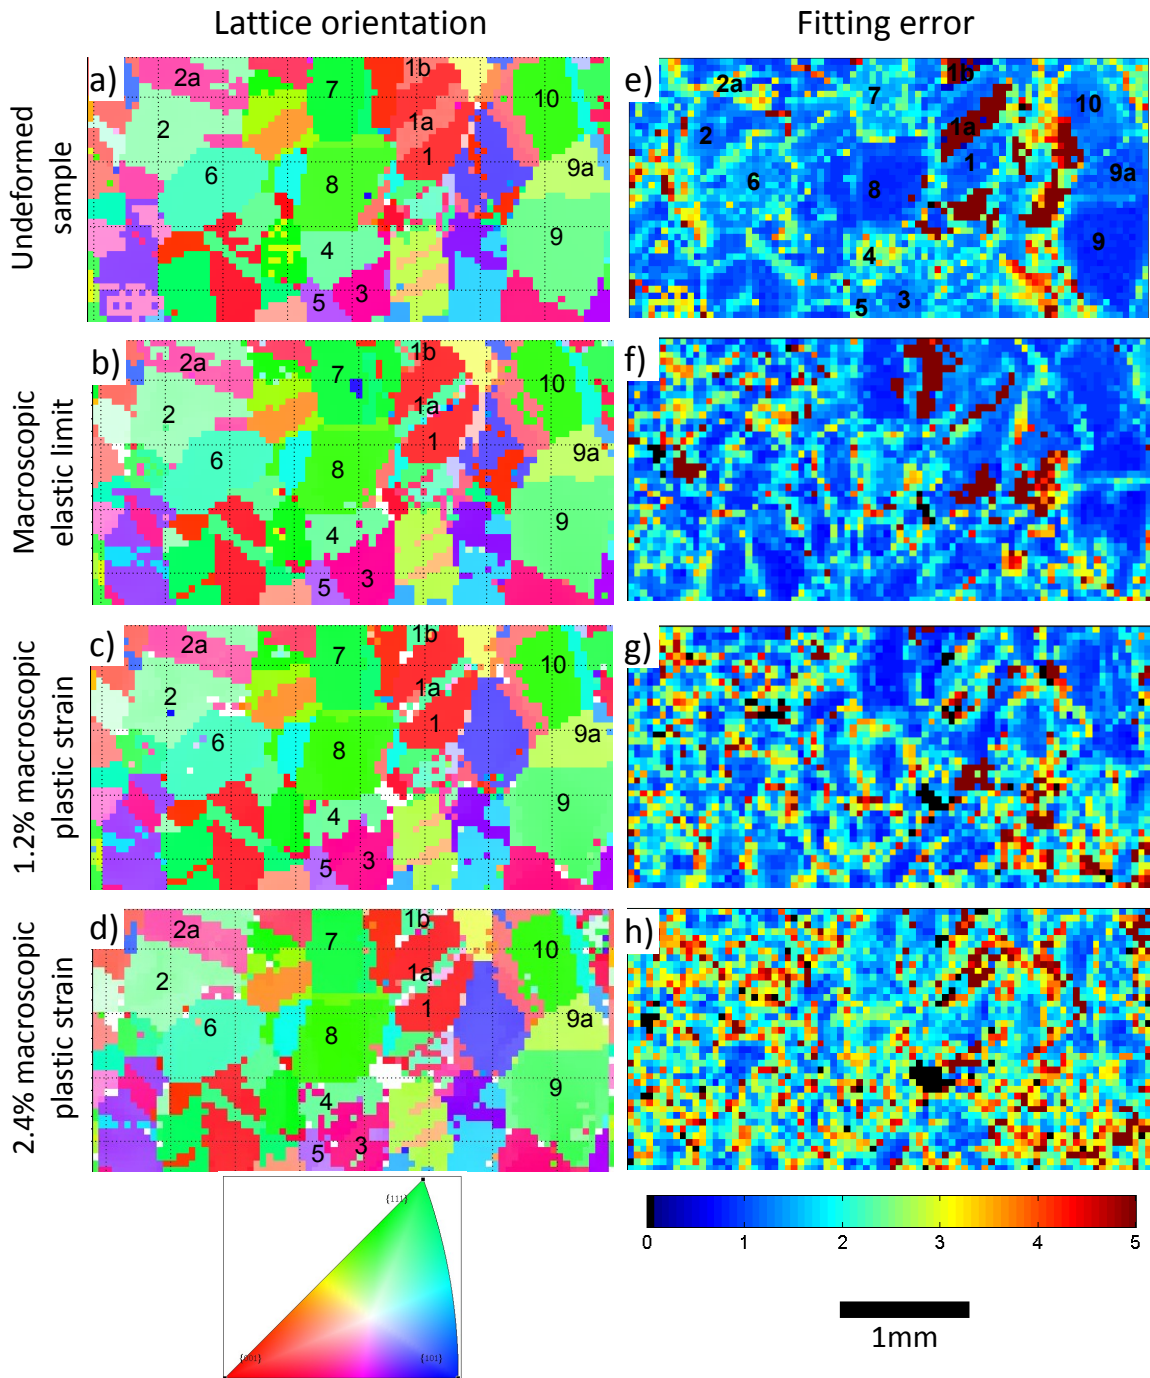 Lattice orientation
Fitting error
Undeformed
sample
a)
2a
7
1b
10
2
1a
1
9a
6
8
9
4
5
3
e)
1b
2a
7
10
2
1a
1
9a
6
8
9
4
3
5
Macroscopic
elastic limit
b)
2a
1b
7
10
2
1a
1
9a
6
8
9
4
5
3
f)
1.2% macroscopic
plastic strain
c)
2a
1b
7
10
2
1a
1
9a
6
8
9
4
5
3
g)
2.4% macroscopic
plastic strain
d)
2a
1b
7
10
2
1a
1
9a
6
8
9
4
5
3
h)
{111}
{001}
{101}
0 1 2 3 4 5
1mm